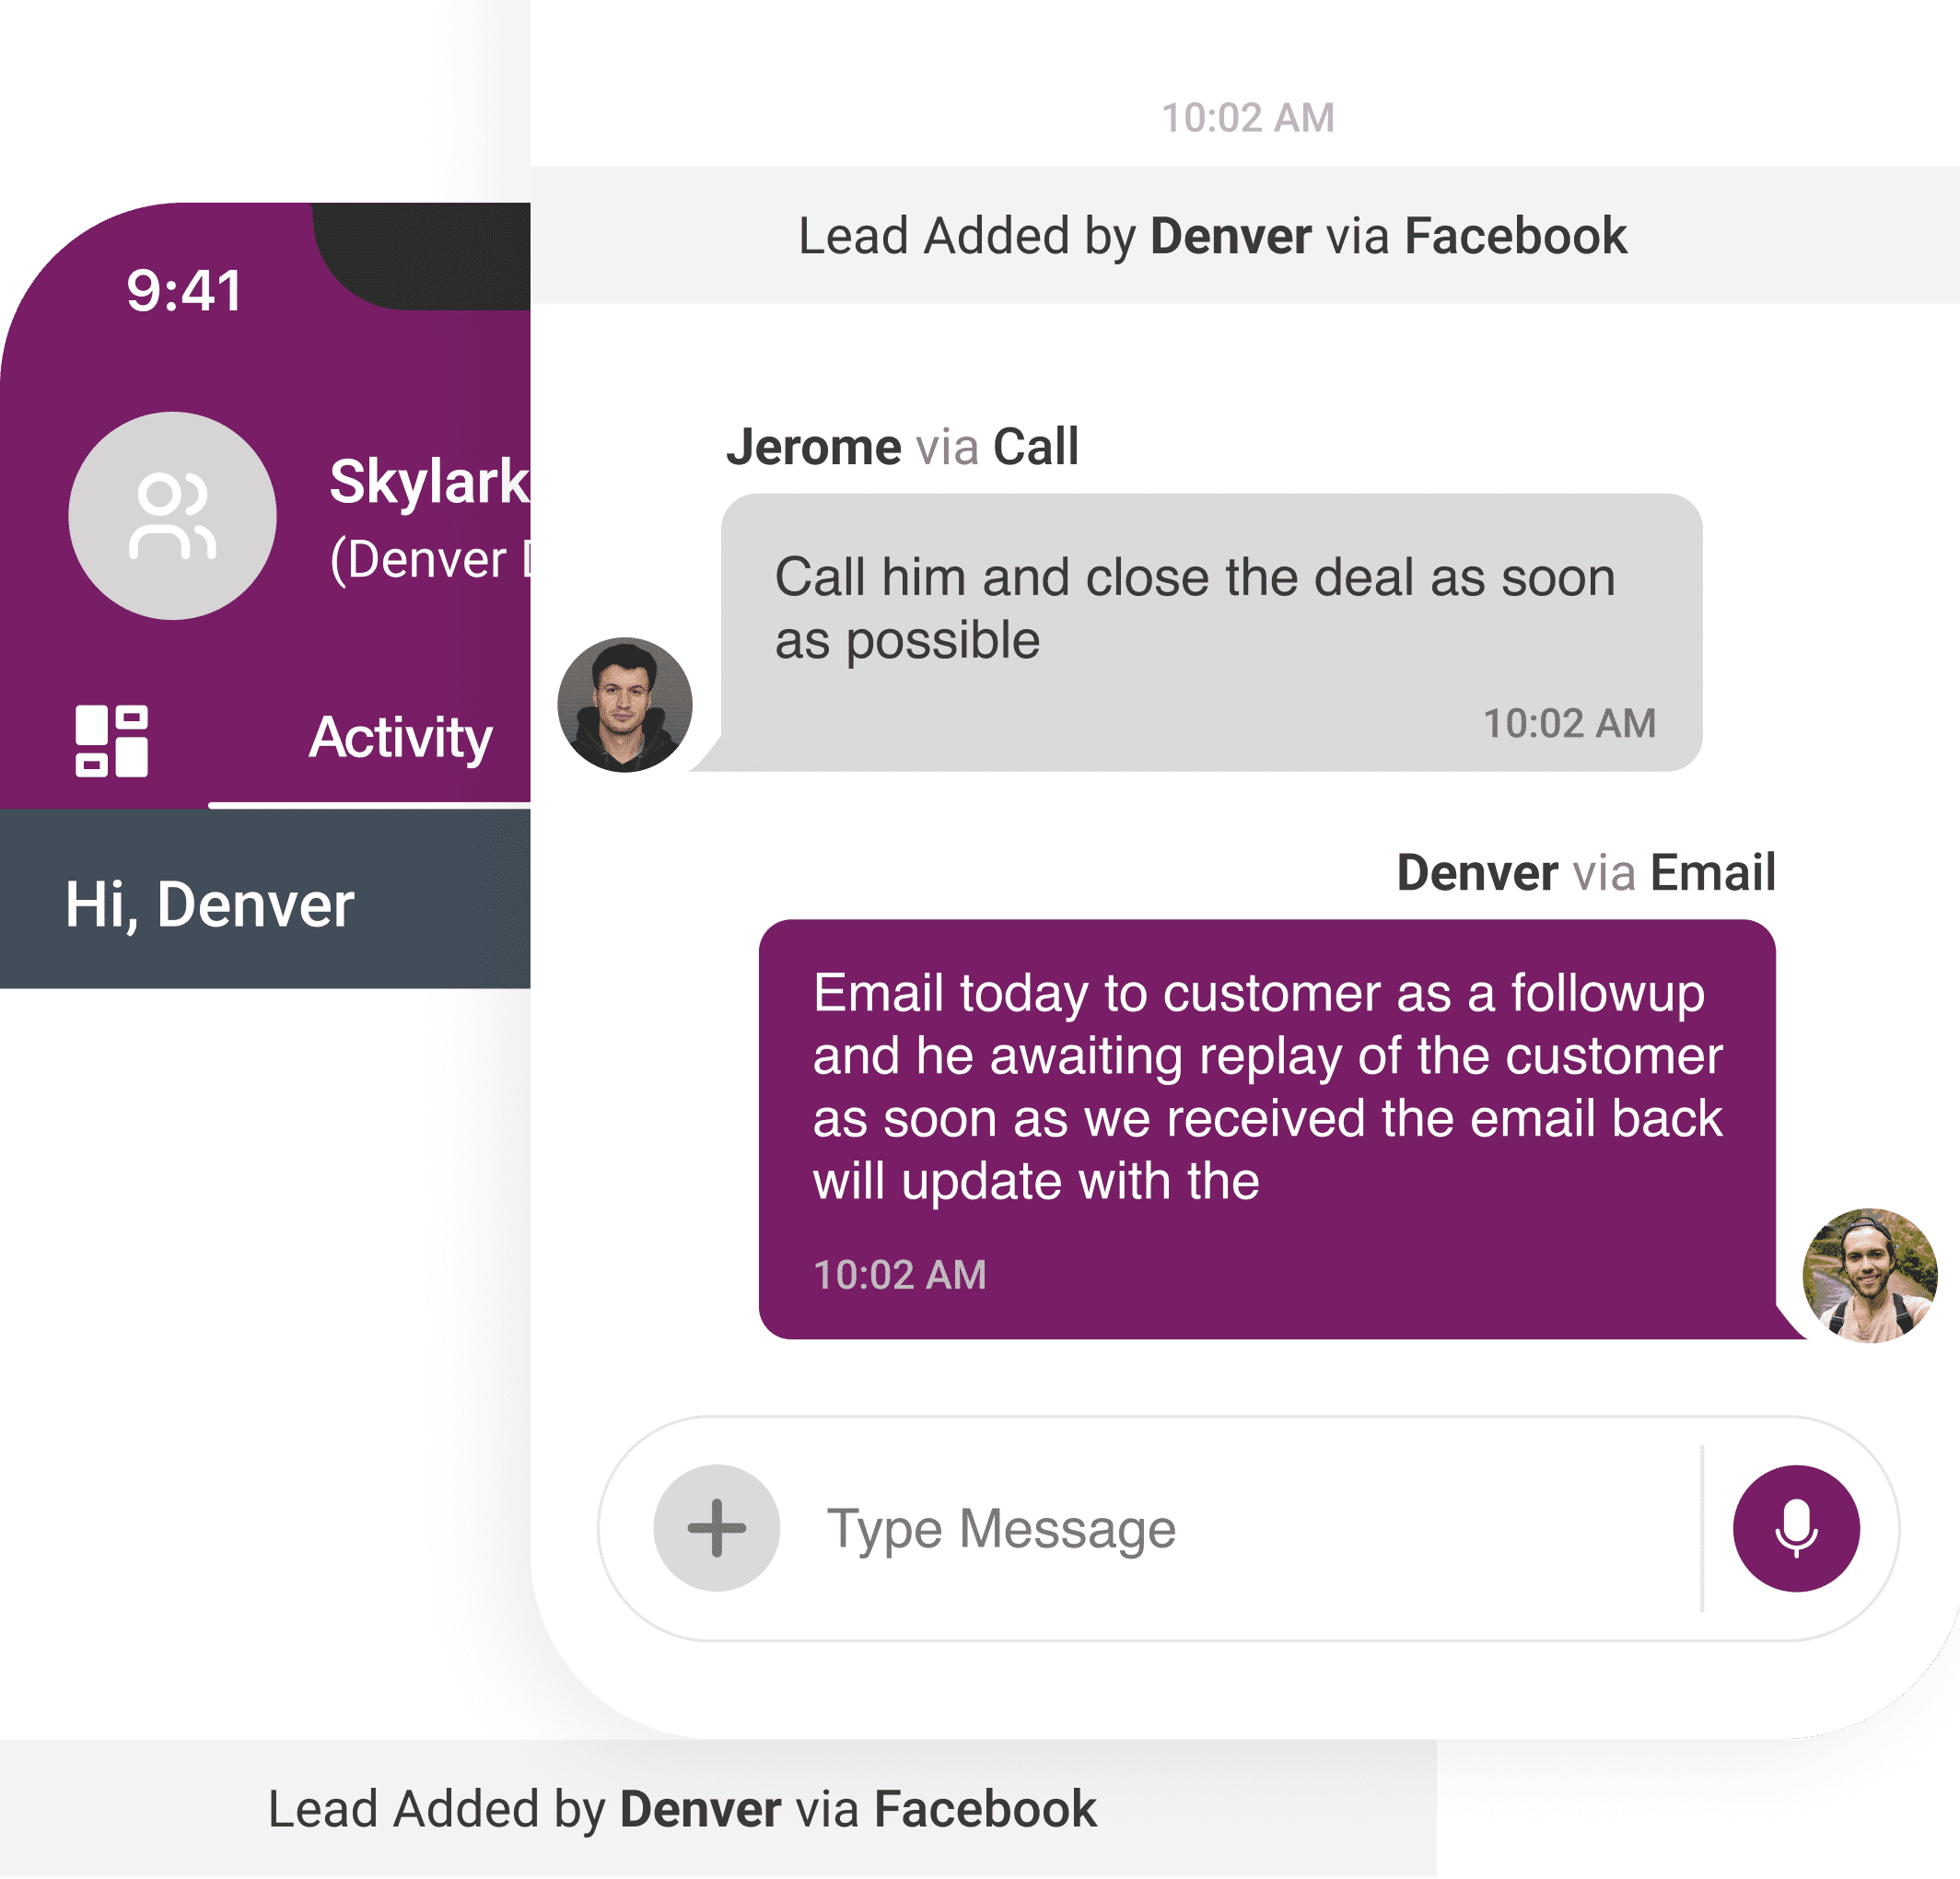 10:02 AM
Lead Added by Denver via Facebook
9:41
Skylark
(Denver
Activity
Hi, Denver
Jerome via Call
Call him and close the deal as soon
as possible
10:02 AM
Denver via Email
Email today to customer as a followup
and he awaiting replay of the customer
as soon as we received the email back
will update with the
10:02 AM
Type Message
Lead Added by Denver via Facebook